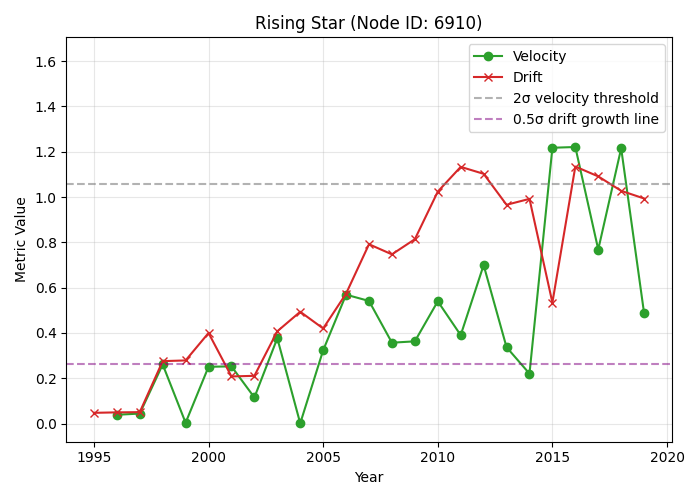 Rising Star (Node ID: 6910)
Velocity
Drift
2σ velocity threshold
0.5σ drift growth line
Metric Value
1.6
1.4
1.2
1.0
0.8
0.6
0.4
0.2
0.0
1995 2000 2005 2010 2015 2020
Year